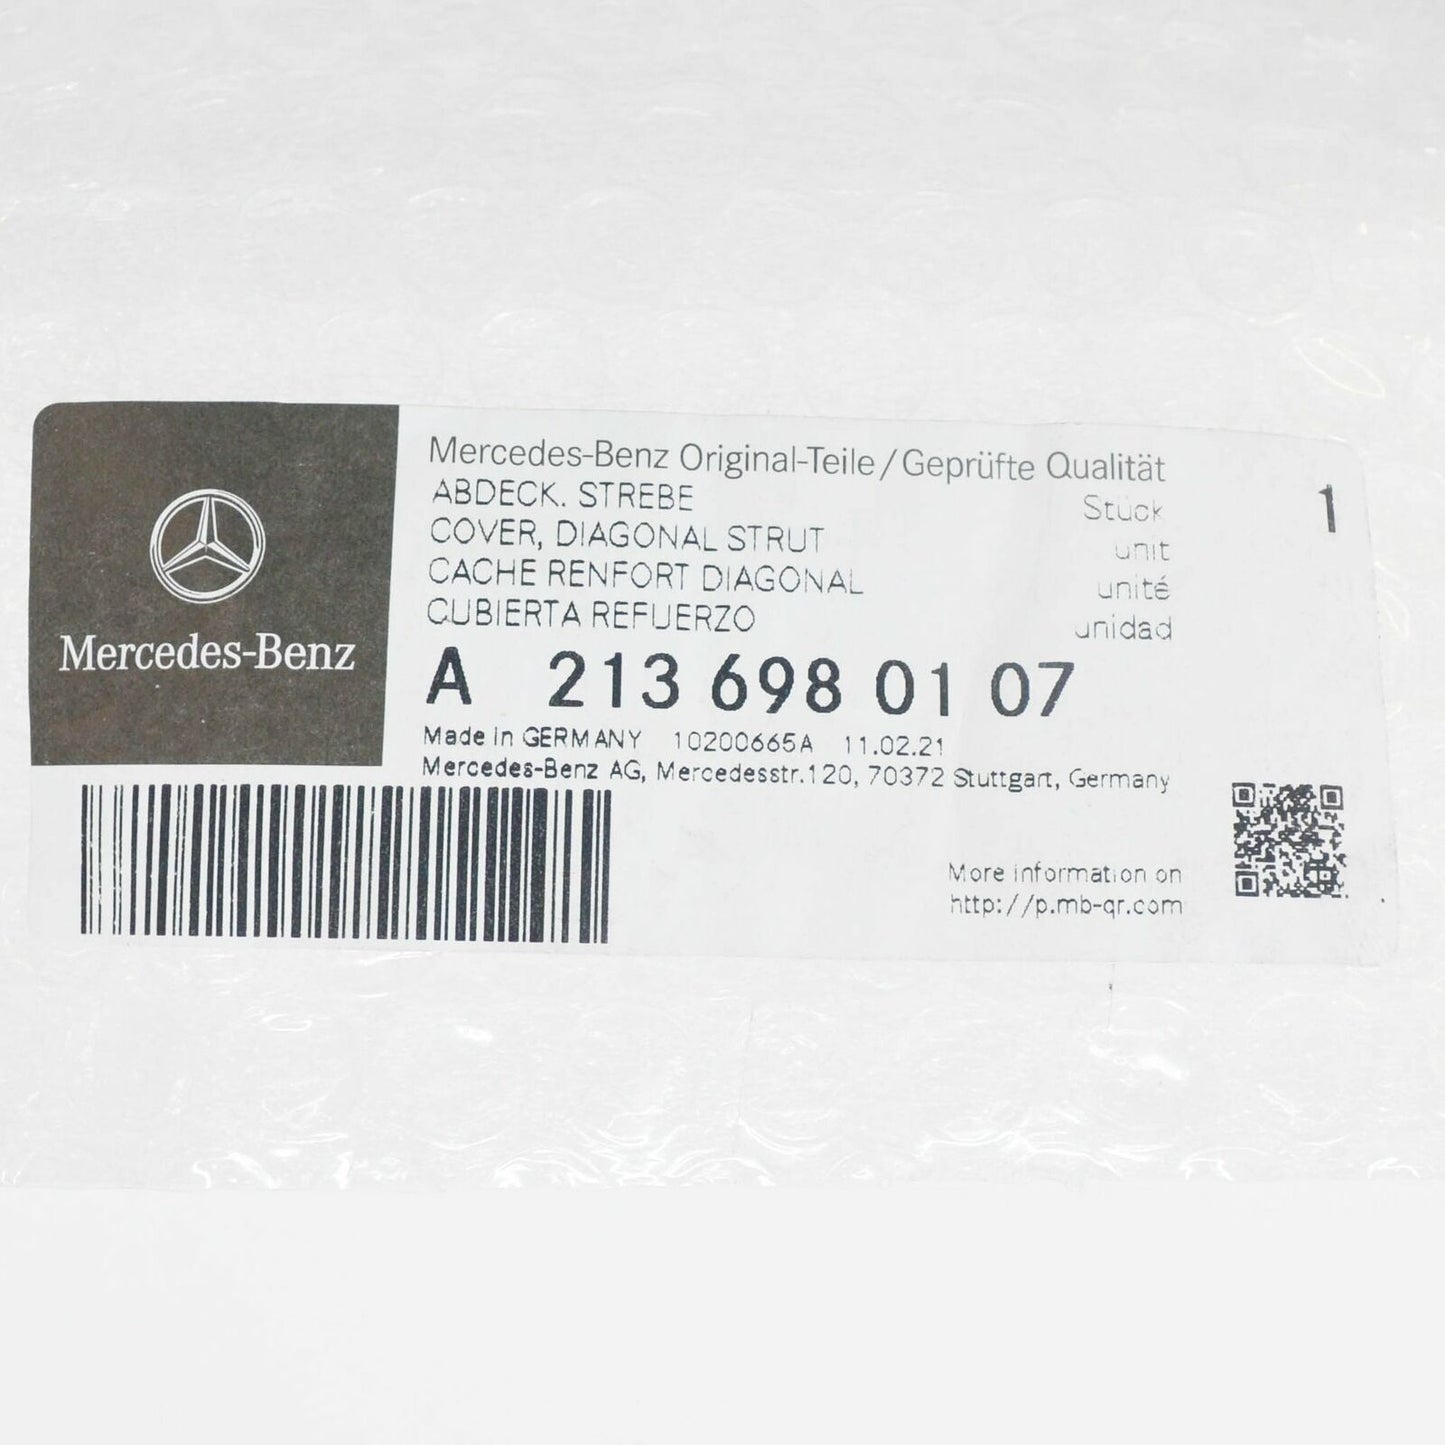 Mercedes-Benz Original-Teile/Geprüfte Qualität
ABDECK. STREBE Stück 1
COVER, DIAGONAL STRUT unit
CACHE RENFORT DIAGONAL unité
CUBIERTA REFUERZO unidad
Mercedes-Benz
A 213 698 01 07
Made in GERMANY 10200665A 11.02.21
Mercedes-Benz AG, Mercedesstr.120, 70372 Stuttgart, Germany
More information on
http://p.mb-qr.com